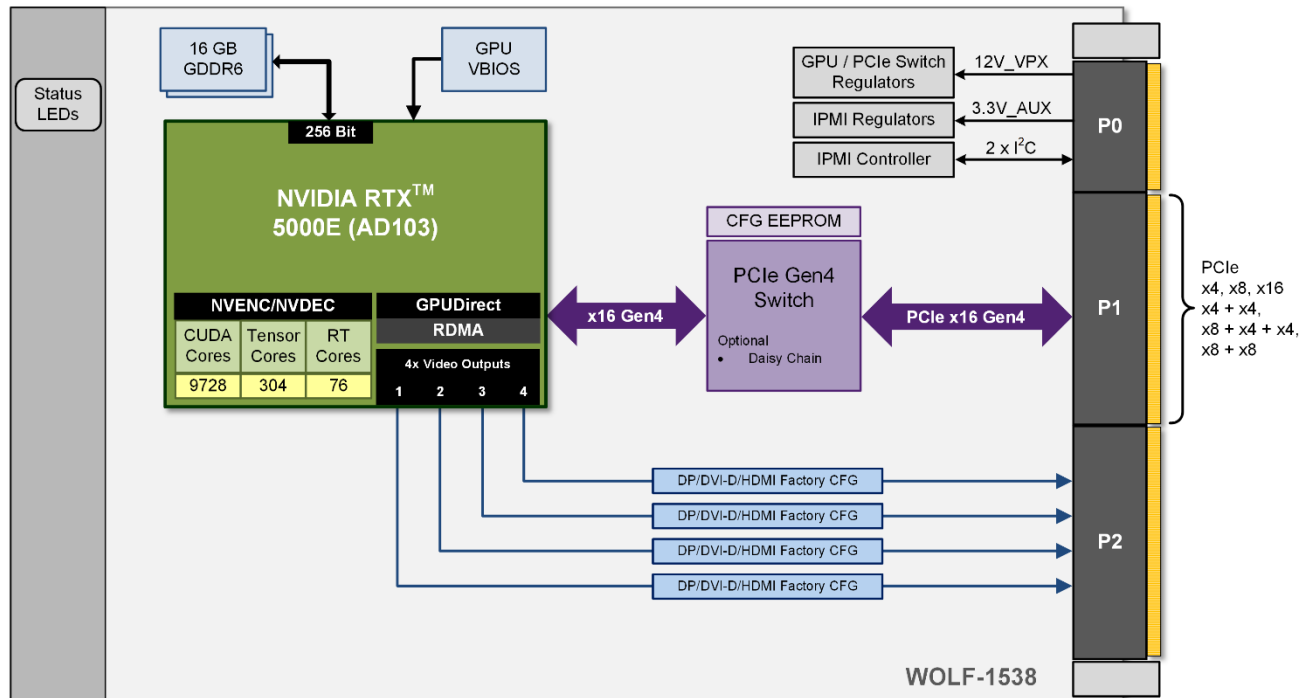 Status
LEDs
16 GB
GDDR6
GPU
VBIOS
256 Bit
NVIDIA RTX™
5000E (AD103)
NVENC/NVDEC
CUDA
Cores
Tensor
Cores
RT
Cores
9728
304
76
GPUDirect
RDMA
4x Video Outputs
1 2 3 4
x16 Gen4
CFG EEPROM
PCIe Gen4
Switch
Optional
• Daisy Chain
PCIe x16 Gen4
GPU / PCIe Switch
Regulators
12V_VPX
IPMI Regulators
3.3V_AUX
IPMI Controller
2 x I²C
P0
P1
P2
PCIe
x4, x8, x16
x4 + x4,
x8 + x4 + x4,
x8 + x8
DP/DVI-D/HDMI Factory CFG
DP/DVI-D/HDMI Factory CFG
DP/DVI-D/HDMI Factory CFG
DP/DVI-D/HDMI Factory CFG
WOLF-1538